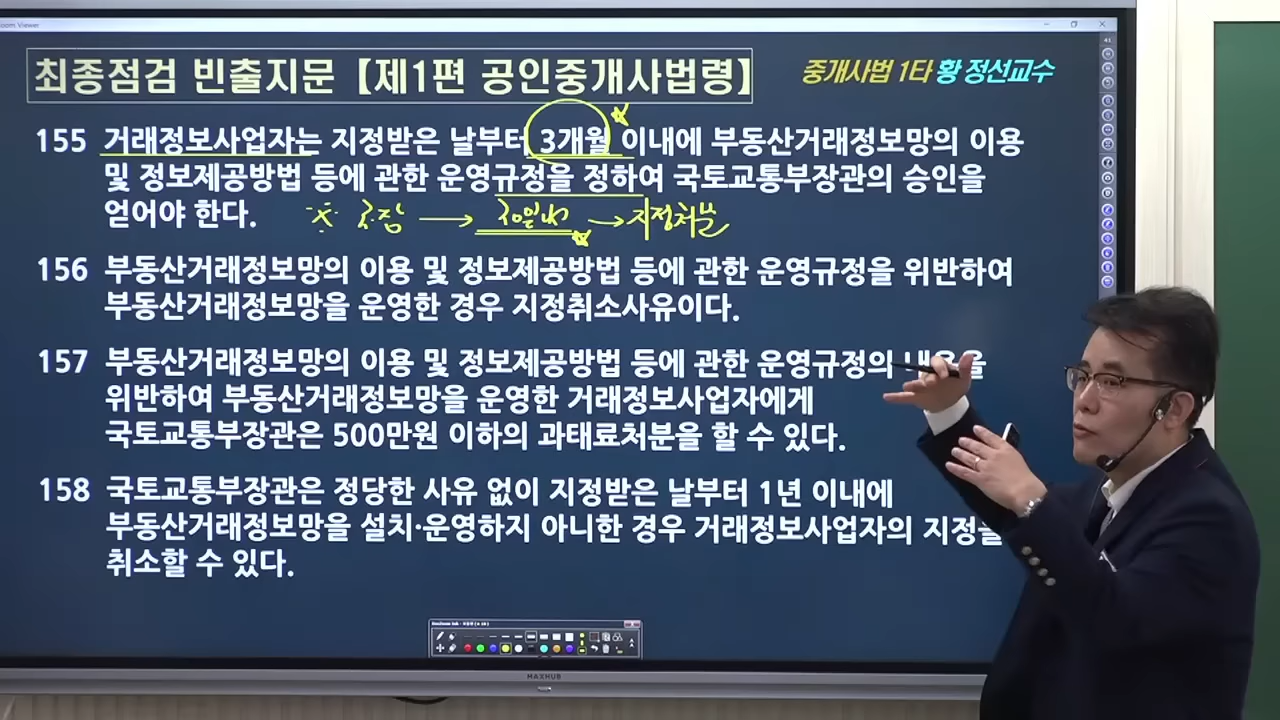 최종점검 빈출지문【제1편 공인중개사법령】
중개사법 1타 황 정선교수
155 거래정보사업자는 지정받은 날부터 3개월 이내에 부동산거래정보망의 이용
및 정보제공방법 등에 관한 운영규정을 정하여 국토교통부장관의 승인을
얻어야 한다.
30일 → 지정처분
156 부동산거래정보망의 이용 및 정보제공방법 등에 관한 운영규정을 위반하여
부동산거래정보망을 운영한 경우 지정취소사유이다.
157 부동산거래정보망의 이용 및 정보제공방법 등에 관한 운영규정의 내용을
위반하여 부동산거래정보망을 운영한 거래정보사업자에게
국토교통부장관은 500만원 이하의 과태료처분을 할 수 있다.
158 국토교통부장관은 정당한 사유 없이 지정받은 날부터 1년 이내에
부동산거래정보망을 설치·운영하지 아니한 경우 거래정보사업자의 지정을
취소할 수 있다.
MAXHUB